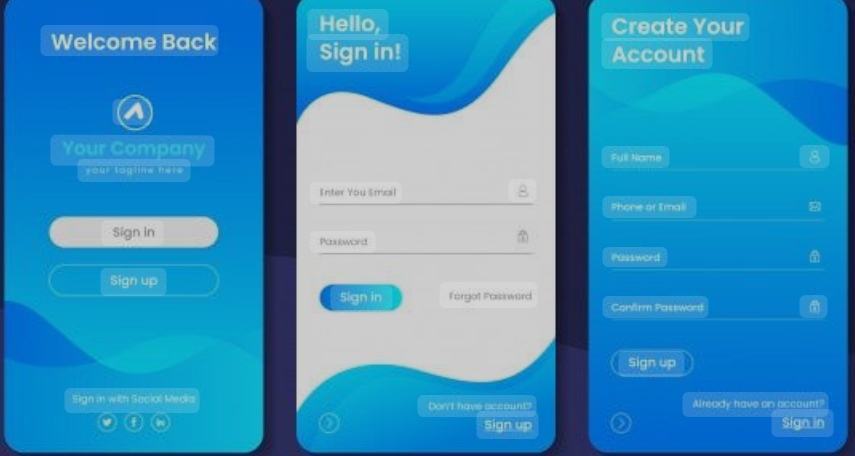 Welcome Back
Your Company
your tagline here
Sign in
Sign up
Sign in with Social Media
Hello,
Sign in!
Enter You Email
Password
Sign in
Forgot Password
Don't have account?
Sign up
Create Your
Account
Full Name
Phone or Email
Password
Confirm Password
Sign up
Already have an account?
Sign in